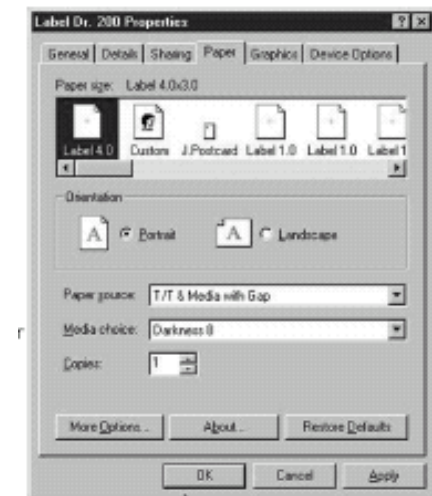 Label Dr. 200 Properties
General Details Sharing Paper Graphics Device Options
Paper size: Label 4.0x3.0
Label 4.0 Custom J.Postcard Label 1.0 Label 1.0 Label 1
Orientation
A Portrait A Landscape
Paper source: T/T & Media with Gap
Media choice: Darkness 8
Copies: 1
More Options... About... Restore Defaults
OK Cancel Apply